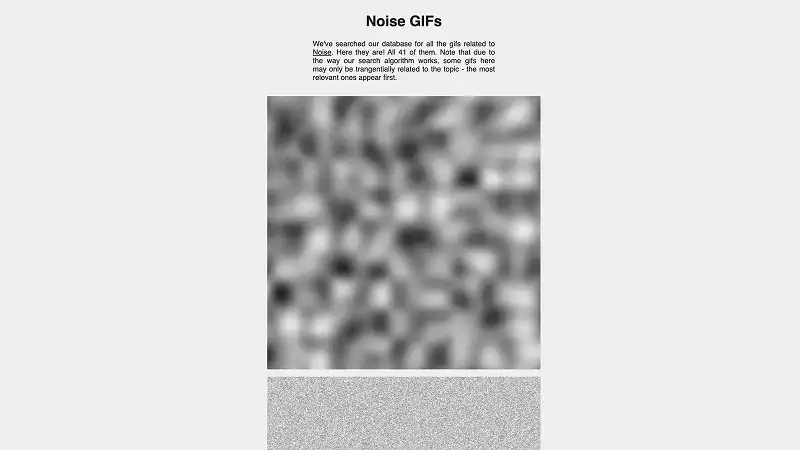 Noise GIFs
We've searched our database for all the gifs related to
Noise. Here they are! All 41 of them. Note that due to
the way our search algorithm works, some gifs here
may only be trangentially related to the topic - the most
relevant ones appear first.